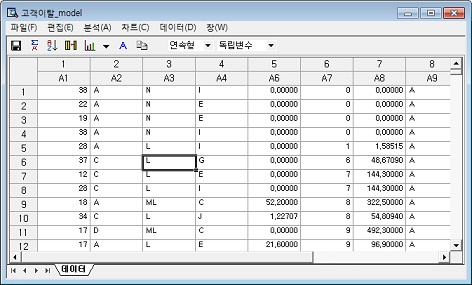 고객이탈_model
파일(F) 편집(E) 분석(A) 차트(C) 데이터(D) 창(W)
A 연속형 독립변수
1 2 3 4 5 6 7 8
A1 A2 A3 A4 A6 A7 A8 A9
1 38 A N I 0,00000 0 0,00000 A
2 22 A N E 0,00000 0 0,00000 A
3 19 A N E 0,00000 0 0,00000 A
4 38 A N I 0,00000 0 0,00000 A
5 28 A L I 0,00000 1 1,58515 A
6 37 C L G 0,00000 6 48,67090 A
7 12 C L E 0,00000 7 144,30000 A
8 28 C L I 0,00000 7 144,30000 A
9 18 A ML C 52,20000 8 322,50000 A
10 34 C L J 1,22707 8 54,80940 A
11 17 D ML C 0,00000 9 492,30000 A
12 17 A L E 21,60000 9 96,90000 A
데이터